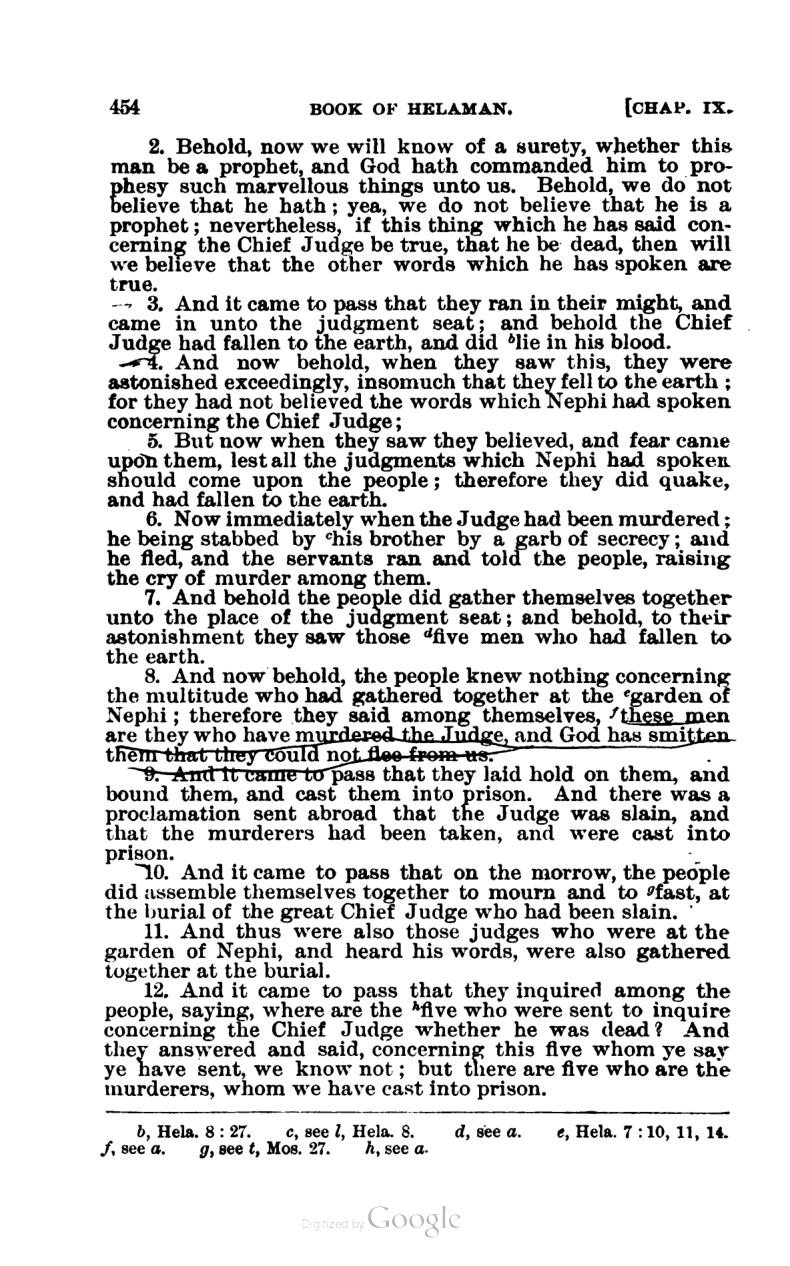 454 BOOK OF HELAMAN. [CHAP. IX.
2. Behold, now we will know of a surety, whether this
man be a prophet, and God hath commanded him to pro-
phesy such marvellous things unto us. Behold, we do not
believe that he hath; yea, we do not believe that he is a
prophet; nevertheless, if this thing which he has said con-
cerning the Chief Judge be true, that he be dead, then will
we believe that the other words which he has spoken are
true.
3. And it came to pass that they ran in their might, and
came in unto the judgment seat; and behold the Chief
Judge had fallen to the earth, and did ᵇlie in his blood.
4. And now behold, when they saw this, they were
astonished exceedingly, insomuch that they fell to the earth;
for they had not believed the words which Nephi had spoken
concerning the Chief Judge;
5. But now when they saw they believed, and fear came
upon them, lest all the judgments which Nephi had spoken
should come upon the people; therefore they did quake,
and had fallen to the earth.
6. Now immediately when the Judge had been murdered;
he being stabbed by ᶜhis brother by a garb of secrecy; and
he fled, and the servants ran and told the people, raising
the cry of murder among them.
7. And behold the people did gather themselves together
unto the place of the judgment seat; and behold, to their
astonishment they saw those ᵈfive men who had fallen to
the earth.
8. And now behold, the people knew nothing concerning
the multitude who had gathered together at the ᵉgarden of
Nephi; therefore they said among themselves, ᶠthese men
are they who have murdered the Judge, and God has smitten
them that they could not flee from us.
9. And it came to pass that they laid hold on them, and
bound them, and cast them into prison. And there was a
proclamation sent abroad that the Judge was slain, and
that the murderers had been taken, and were cast into
prison.
10. And it came to pass that on the morrow, the people
did assemble themselves together to mourn and to ᵍfast, at
the burial of the great Chief Judge who had been slain.
11. And thus were also those judges who were at the
garden of Nephi, and heard his words, were also gathered
together at the burial.
12. And it came to pass that they inquired among the
people, saying, where are the ʰfive who were sent to inquire
concerning the Chief Judge whether he was dead? And
they answered and said, concerning this five whom ye say
ye have sent, we know not; but there are five who are the
murderers, whom we have cast into prison.
b, Hela. 8 : 27. c, see l, Hela. 8. d, see a. e, Hela. 7 : 10, 11, 14.
f, see a. g, see t, Mos. 27. h, see a.
Digitized by Google